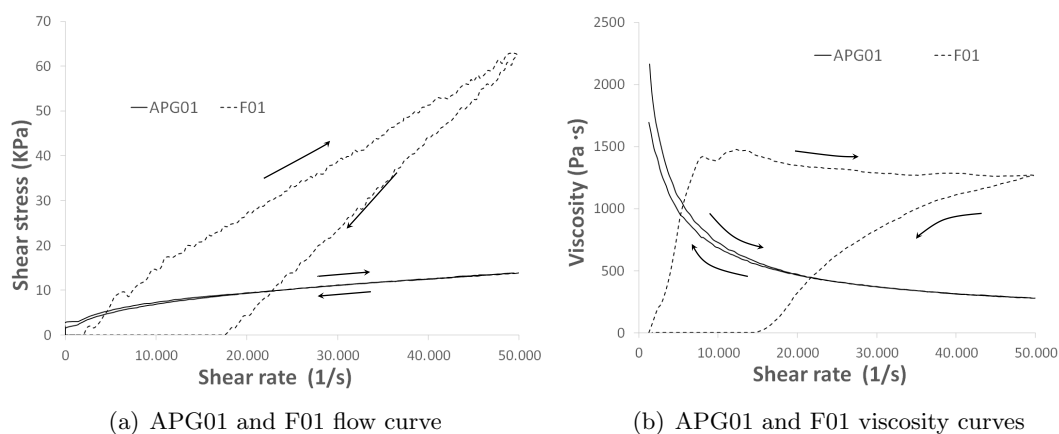 70
60
50
40
30
20
10
0
Shear stress (KPa)
APG01 F01
0 10.000 20.000 30.000 40.000 50.000
Shear rate (1/s)
(a) APG01 and F01 flow curve
2500
2000
1500
1000
500
0
Viscosity (Pa ·s)
APG01 F01
0 10.000 20.000 30.000 40.000 50.000
Shear rate (1/s)
(b) APG01 and F01 viscosity curves